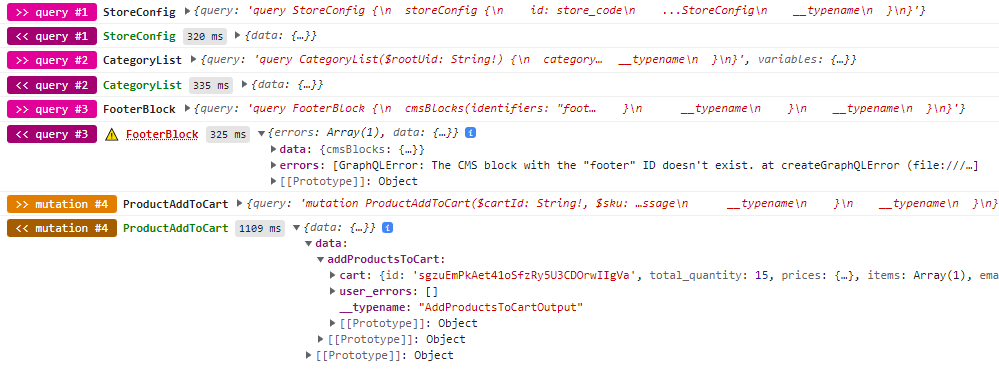 >> query #1 StoreConfig ▶{query: 'query StoreConfig {\n  storeConfig {\n    id: store_code\n    ...StoreConfig\n    __typename\n  }\n}'}
<< query #1 StoreConfig 320 ms ▶{data: {…}}
>> query #2 CategoryList ▶{query: 'query CategoryList($rootUid: String!) {\n  category…  __typename\n  }\n}', variables: {…}}
<< query #2 CategoryList 335 ms ▶{data: {…}}
>> query #3 FooterBlock ▶{query: 'query FooterBlock {\n  cmsBlocks(identifiers: "foot…    }\n      __typename\n    }\n    __typename\n  }\n}'}
<< query #3 FooterBlock 325 ms ▼{errors: Array(1), data: {…}} i
▶data: {cmsBlocks: {…}}
▶errors: [GraphQLError: The CMS block with the "footer" ID doesn't exist. at createGraphQLError (file:///…]
▶[[Prototype]]: Object
>> mutation #4 ProductAddToCart ▶{query: 'mutation ProductAddToCart($cartId: String!, $sku: …ssage\n      __typename\n    }\n    __typename\n  }\n}
<< mutation #4 ProductAddToCart 1109 ms ▼{data: {…}} i
▼data:
▼addProductsToCart:
▶cart: {id: 'sgzuEmPkAet41oSfzRy5U3CDOrwIIgVa', total_quantity: 15, prices: {…}, items: Array(1), ema
▶user_errors: []
__typename: "AddProductsToCartOutput"
▶[[Prototype]]: Object
▶[[Prototype]]: Object
▶[[Prototype]]: Object